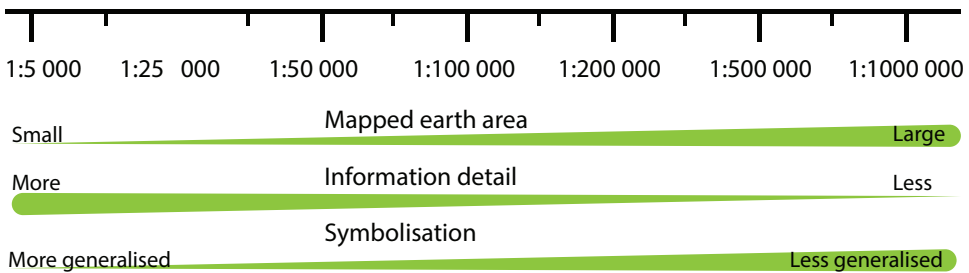 1:5 000 1:25 000 1:50 000 1:100 000 1:200 000 1:500 000 1:1000 000
Mapped earth area
Small Large
Information detail
More Less
Symbolisation
More generalised Less generalised